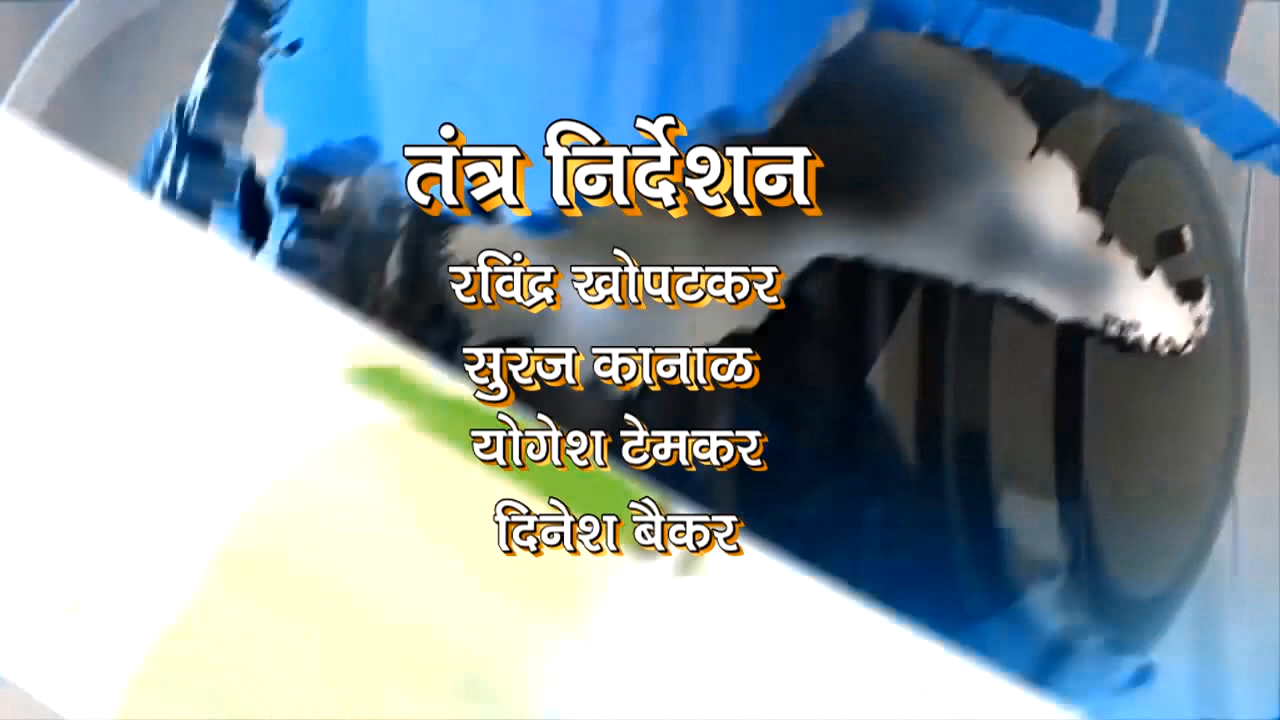 तंत्र निर्देशन
रविंद्र खोपटकर
सुरज कानाळ
योगेश टेमकर
दिनेश बैकर